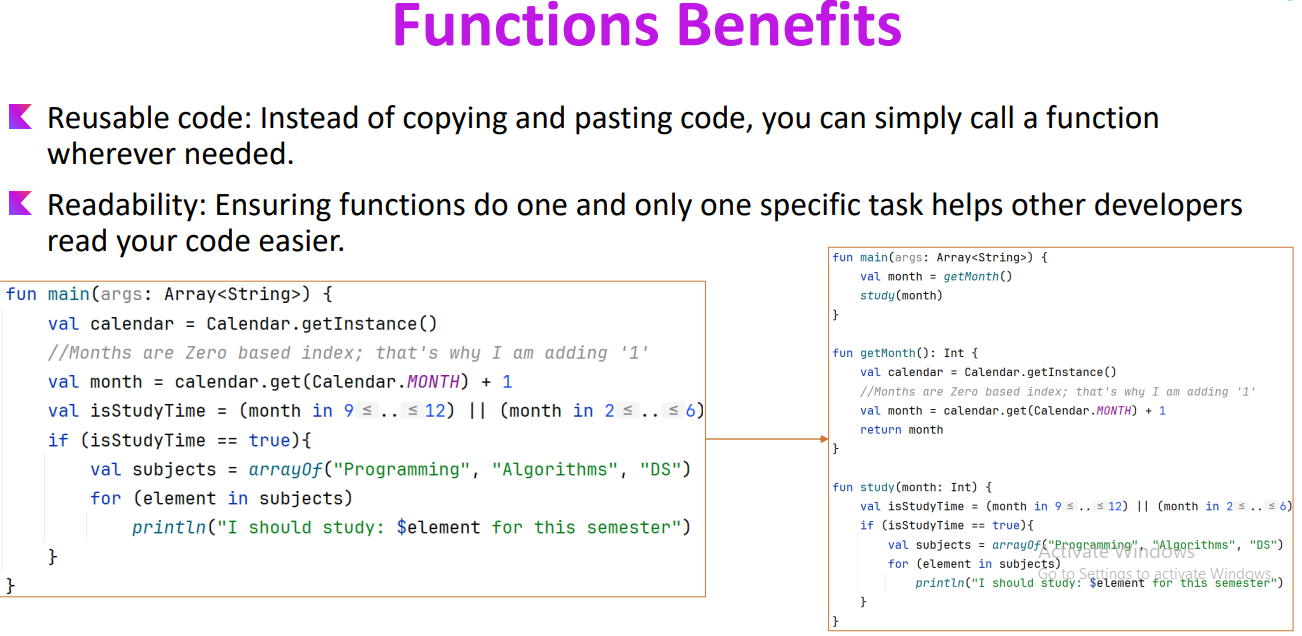 Functions Benefits
Reusable code: Instead of copying and pasting code, you can simply call a function
wherever needed.
Readability: Ensuring functions do one and only one specific task helps other developers
read your code easier.
fun main(args: Array<String>) {
    val calendar = Calendar.getInstance()
    //Months are Zero based index; that's why I am adding '1'
    val month = calendar.get(Calendar.MONTH) + 1
    val isStudyTime = (month in 9 ≤ .. ≤ 12) || (month in 2 ≤ .. ≤ 6)
    if (isStudyTime == true){
        val subjects = arrayOf("Programming", "Algorithms", "DS")
        for (element in subjects)
            println("I should study: $element for this semester")
    }
}
fun main(args: Array<String>) {
    val month = getMonth()
    study(month)
}
fun getMonth(): Int {
    val calendar = Calendar.getInstance()
    //Months are Zero based index; that's why I am adding '1'
    val month = calendar.get(Calendar.MONTH) + 1
    return month
}
fun study(month: Int) {
    val isStudyTime = (month in 9 ≤ .. ≤ 12) || (month in 2 ≤ .. ≤ 6)
    if (isStudyTime == true){
        val subjects = arrayOf("Programming", "Algorithms", "DS")
        for (element in subjects)
            println("I should study: $element for this semester")
    }
}
Activate Windows
Go to Settings to activate Windows.